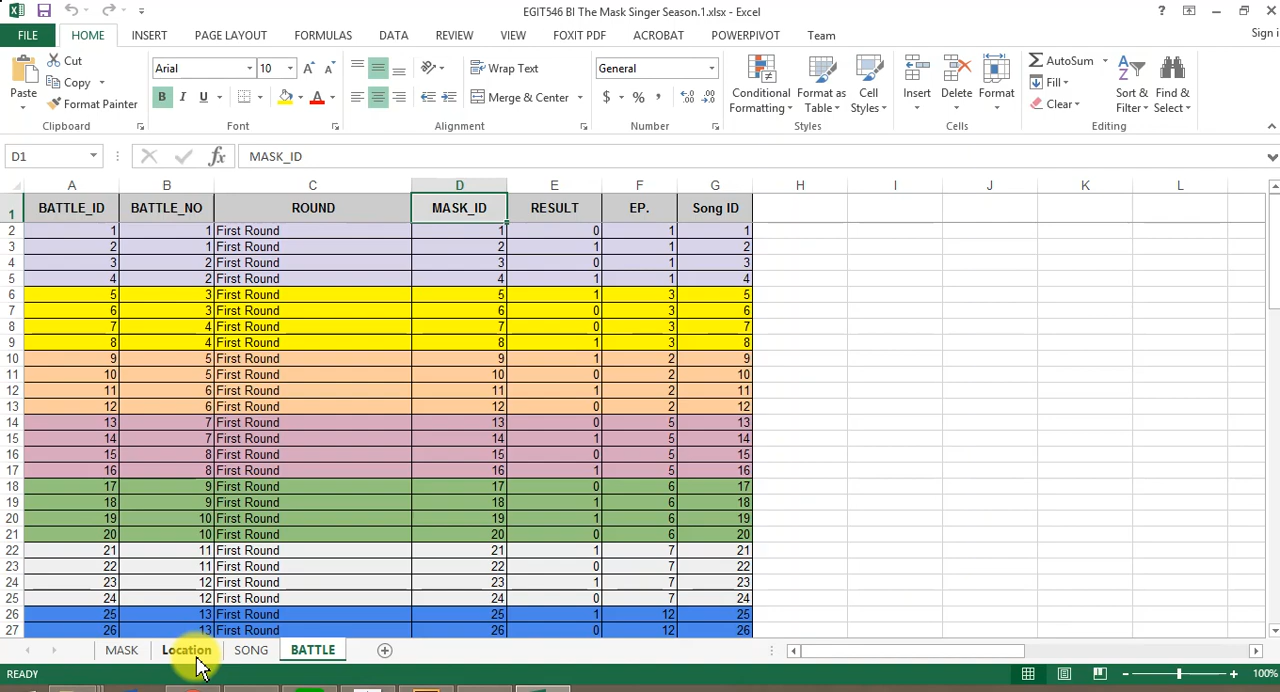 EGIT546 BI The Mask Singer Season.1.xlsx - Excel
FILE HOME INSERT PAGE LAYOUT FORMULAS DATA REVIEW VIEW FOXIT PDF ACROBAT POWERPIVOT Team Sign i
Paste
Cut
Copy
Format Painter
Clipboard
Arial 10
B I U
Font
Wrap Text
Merge & Center
Alignment
General
$ % ,
Number
Conditional Formatting
Format as Table
Cell Styles
Styles
Insert Delete Format
Cells
AutoSum
Fill
Clear
Sort & Filter
Find & Select
Editing
D1 fx MASK_ID
A B C D E F G H I J K L
1 BATTLE_ID BATTLE_NO ROUND MASK_ID RESULT EP. Song ID
2 1 1 First Round 1 0 1 1
3 2 1 First Round 2 1 1 2
4 3 2 First Round 3 0 1 3
5 4 2 First Round 4 1 1 4
6 5 3 First Round 5 1 3 5
7 6 3 First Round 6 0 3 6
8 7 4 First Round 7 0 3 7
9 8 4 First Round 8 1 3 8
10 9 5 First Round 9 1 2 9
11 10 5 First Round 10 0 2 10
12 11 6 First Round 11 1 2 11
13 12 6 First Round 12 0 2 12
14 13 7 First Round 13 0 5 13
15 14 7 First Round 14 1 5 14
16 15 8 First Round 15 0 5 15
17 16 8 First Round 16 1 5 16
18 17 9 First Round 17 0 6 17
19 18 9 First Round 18 1 6 18
20 19 10 First Round 19 1 6 19
21 20 10 First Round 20 0 6 20
22 21 11 First Round 21 1 7 21
23 22 11 First Round 22 0 7 22
24 23 12 First Round 23 1 7 23
25 24 12 First Round 24 0 7 24
26 25 13 First Round 25 1 12 25
27 26 13 First Round 26 0 12 26
MASK Location SONG BATTLE
READY 100%